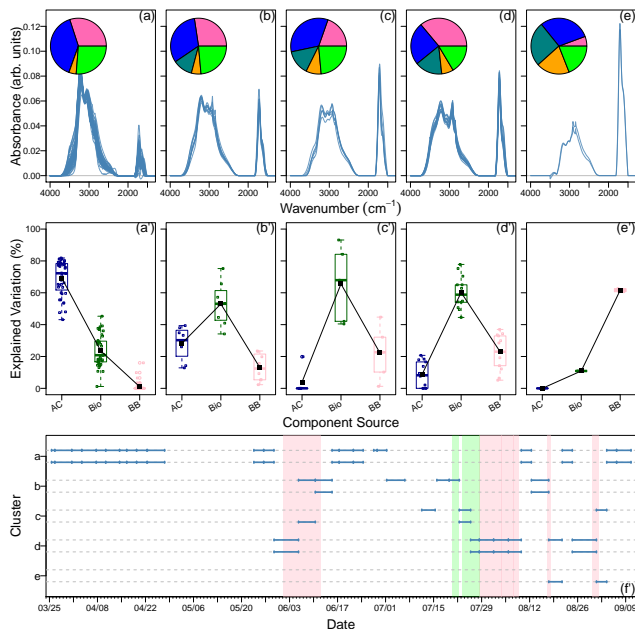 (a) (b) (c) (d) (e)
Absorbance (arb. units)
0.12
0.10
0.08
0.06
0.04
0.02
0.00
4000 3000 2000 4000 3000 2000 4000 3000 2000 4000 3000 2000 4000 3000 2000
Wavenumber (cm⁻¹)
(a') (b') (c') (d') (e')
Explained Variation (%)
100
80
60
40
20
0
AC Bio BB AC Bio BB AC Bio BB AC Bio BB AC Bio BB
Component Source
Cluster
a
b
c
d
e
(f')
03/25 04/08 04/22 05/06 05/20 06/03 06/17 07/01 07/15 07/29 08/12 08/26 09/09
Date